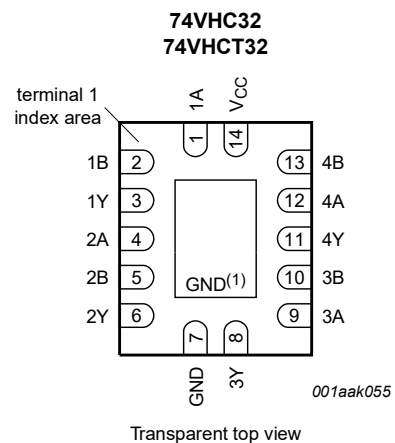 74VHC32
74VHCT32
terminal 1
index area
1A
VCC
1
14
1B 2
13 4B
1Y 3
12 4A
2A 4
11 4Y
2B 5
10 3B
GND(1)
2Y 6
9 3A
7
8
GND
3Y
001aak055
Transparent top view